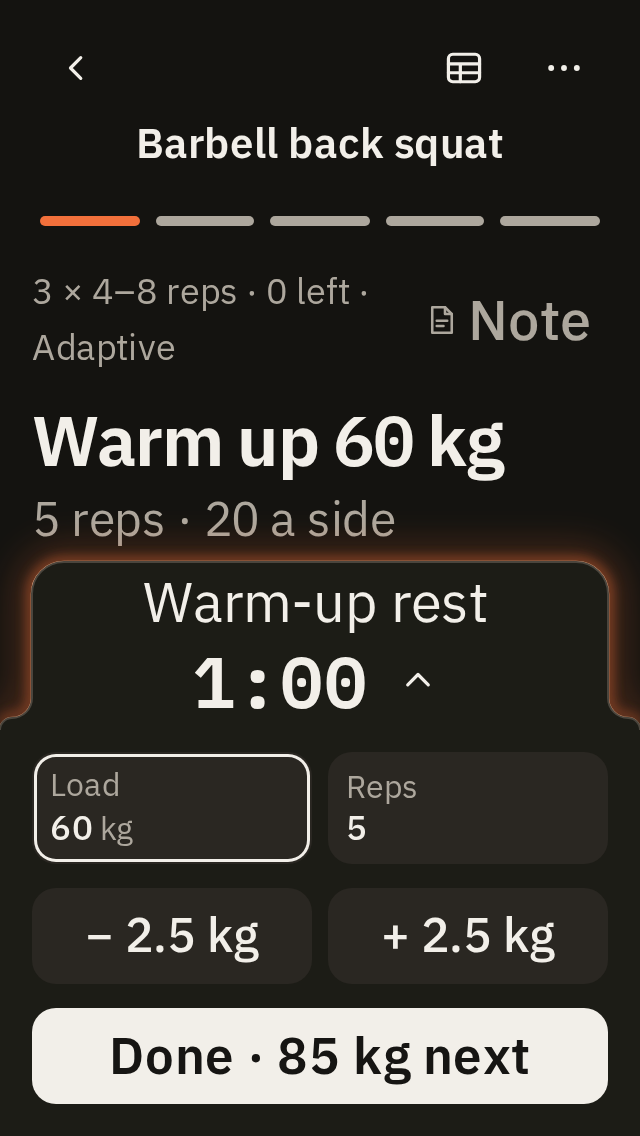 Barbell back squat
3 × 4–8 reps · 0 left ·
Adaptive
Note
Warm up 60 kg
5 reps · 20 a side
Warm-up rest
1:00
Load
60 kg
Reps
5
– 2.5 kg
+ 2.5 kg
Done · 85 kg next